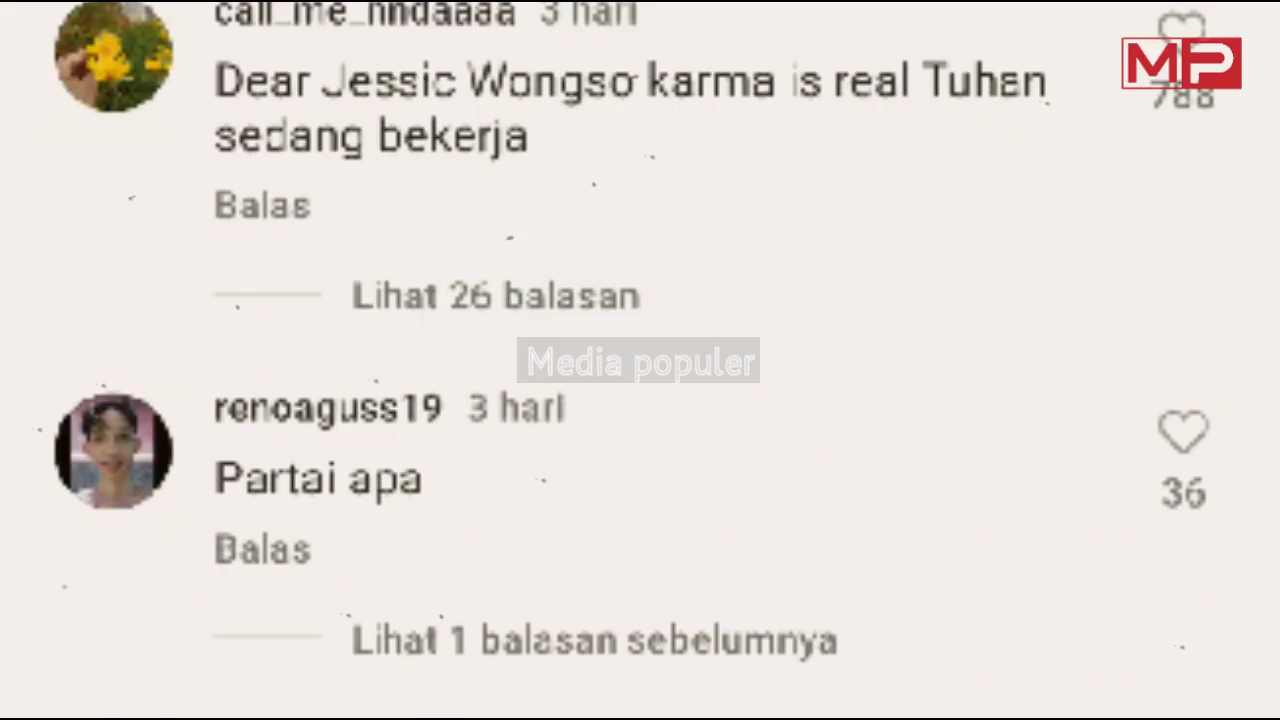 call_me_nndaaaa 3 hari
MP
Dear Jessic Wongso karma is real Tuhan
788
sedang bekerja
Balas
Lihat 26 balasan
Media populer
renoaguss19 3 hari
Partai apa
36
Balas
Lihat 1 balasan sebelumnya